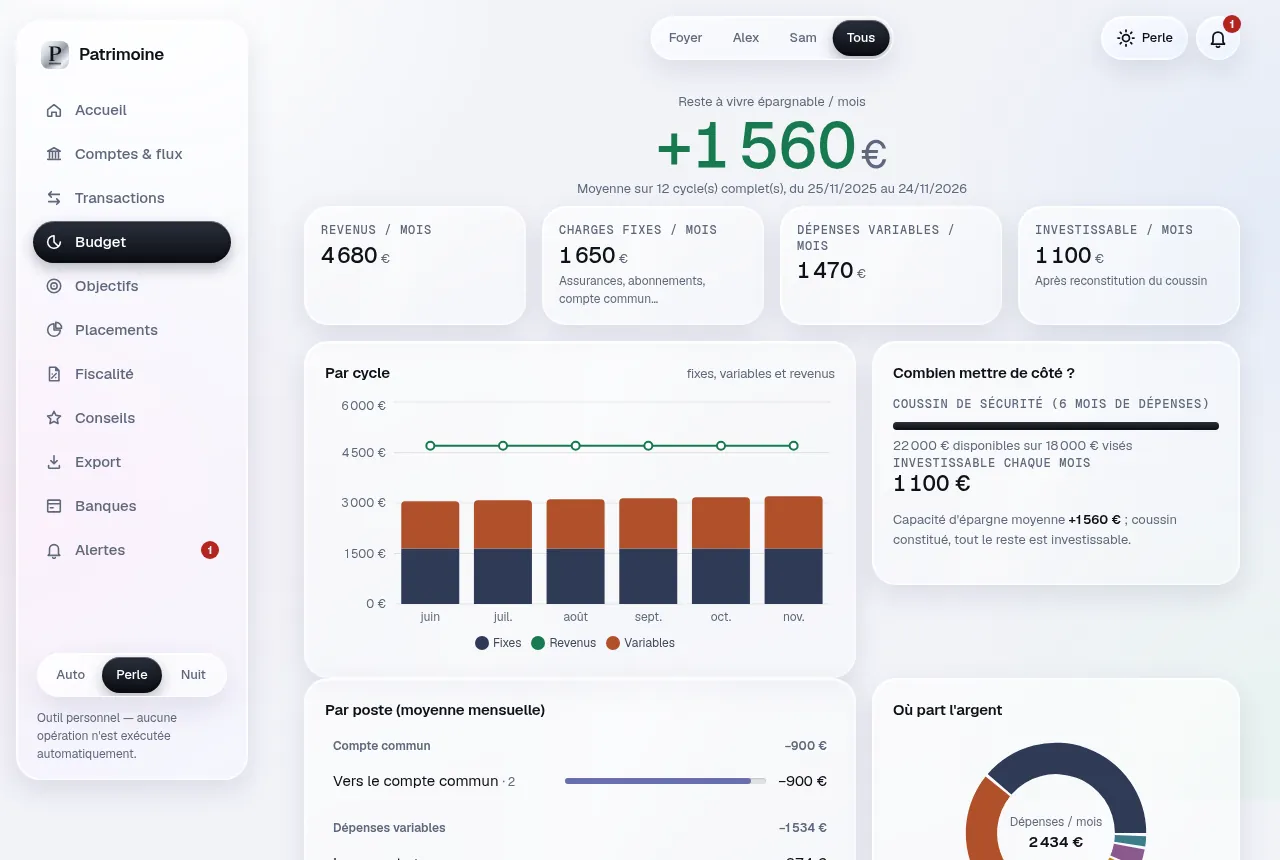 Patrimoine
Accueil
Comptes & flux
Transactions
Budget
Objectifs
Placements
Fiscalité
Conseils
Export
Banques
Alertes 1
Auto Perle Nuit
Outil personnel — aucune
opération n'est exécutée
automatiquement.
Foyer Alex Sam Tous
Perle 1
Reste à vivre épargnable / mois
+1 560 €
Moyenne sur 12 cycle(s) complet(s), du 25/11/2025 au 24/11/2026
REVENUS / MOIS
4 680 €
CHARGES FIXES / MOIS
1 650 €
Assurances, abonnements,
compte commun…
DÉPENSES VARIABLES /
MOIS
1 470 €
INVESTISSABLE / MOIS
1 100 €
Après reconstitution du coussin
Par cycle fixes, variables et revenus
6 000 €
4 500 €
3 000 €
1 500 €
0 €
juin juil. août sept. oct. nov.
Fixes Revenus Variables
Combien mettre de côté ?
COUSSIN DE SÉCURITÉ (6 MOIS DE DÉPENSES)
22 000 € disponibles sur 18 000 € visés
INVESTISSABLE CHAQUE MOIS
1 100 €
Capacité d'épargne moyenne +1 560 € ; coussin
constitué, tout le reste est investissable.
Par poste (moyenne mensuelle)
Compte commun −900 €
Vers le compte commun · 2 −900 €
Dépenses variables −1 534 €
Où part l'argent
Dépenses / mois
2 434 €